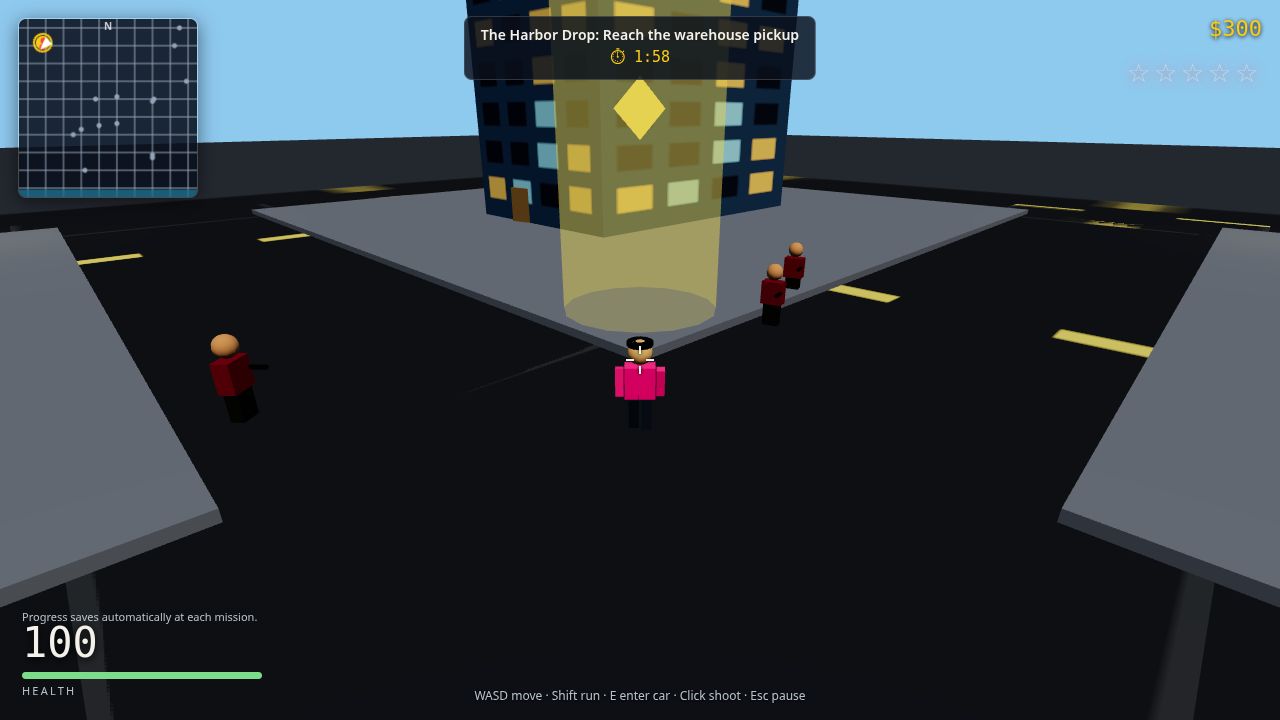 N
The Harbor Drop: Reach the warehouse pickup
⏱ 1:58
$300
☆☆☆☆☆
Progress saves automatically at each mission.
100
HEALTH
WASD move · Shift run · E enter car · Click shoot · Esc pause